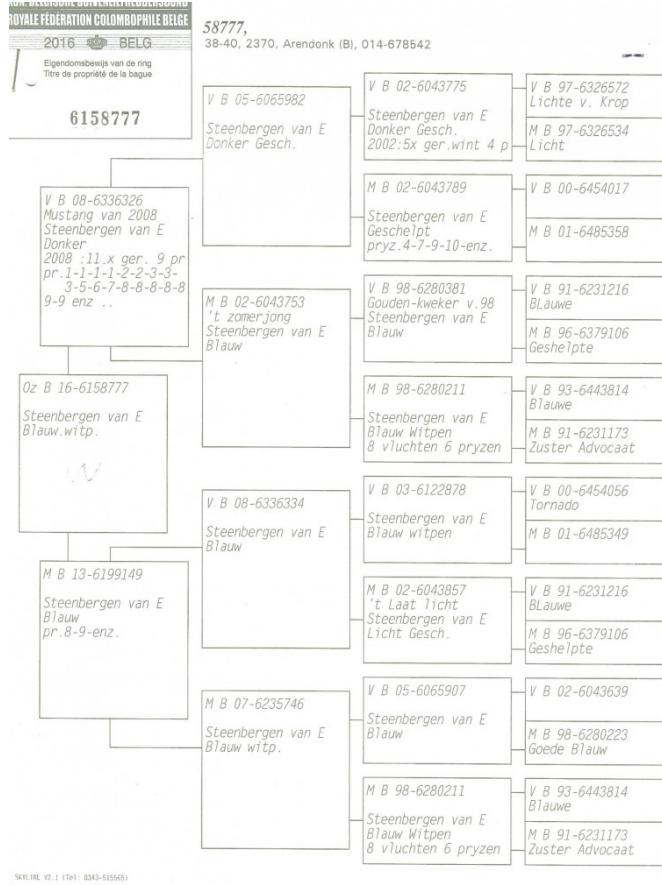 KON. BELGISCHE DUIVENLIEFHEBBERSBOND
ROYALE FÉDÉRATION COLOMBOPHILE BELGE
2016 BELG
Eigendomsbewijs van de ring
Titre de propriété de la bague
6158777
58777,
38-40, 2370, Arendonk (B), 014-678542
Oz B 16-6158777
Steenbergen van E
Blauw.witp.
V B 08-6336326
Mustang van 2008
Steenbergen van E
Donker
2008 :11.x ger. 9 pr
pr.1-1-1-1-2-2-3-3-
3-5-6-7-8-8-8-8-8
9-9 enz ..
M B 13-6199149
Steenbergen van E
Blauw
pr.8-9-enz.
V B 05-6065982
Steenbergen van E
Donker Gesch.
M B 02-6043753
't zomerjong
Steenbergen van E
Blauw
V B 08-6336334
Steenbergen van E
Blauw
M B 07-6235746
Steenbergen van E
Blauw witp.
V B 02-6043775
Steenbergen van E
Donker Gesch.
2002:5x ger.wint 4 p
M B 02-6043789
Steenbergen van E
Geschelpt
pryz.4-7-9-10-enz.
V B 98-6280381
Gouden-kweker v.98
Steenbergen van E
Blauw
M B 98-6280211
Steenbergen van E
Blauw Witpen
8 vluchten 6 pryzen
V B 03-6122878
Steenbergen van E
Blauw witpen
M B 02-6043857
't Laat licht
Steenbergen van E
Licht Gesch.
V B 05-6065907
Steenbergen van E
Blauw
M B 98-6280211
Steenbergen van E
Blauw Witpen
8 vluchten 6 pryzen
V B 97-6326572
Lichte v. Krop
M B 97-6326534
Licht
V B 00-6454017
M B 01-6485358
V B 91-6231216
BLauwe
M B 96-6379106
Geshelpte
V B 93-6443814
Blauwe
M B 91-6231173
Zuster Advocaat
V B 00-6454056
Tornado
M B 01-6485349
V B 91-6231216
BLauwe
M B 96-6379106
Geshelpte
V B 02-6043639
M B 98-6280223
Goede Blauw
V B 93-6443814
Blauwe
M B 91-6231173
Zuster Advocaat
SKYLINE V2.1 (Tel: 0343-515565)